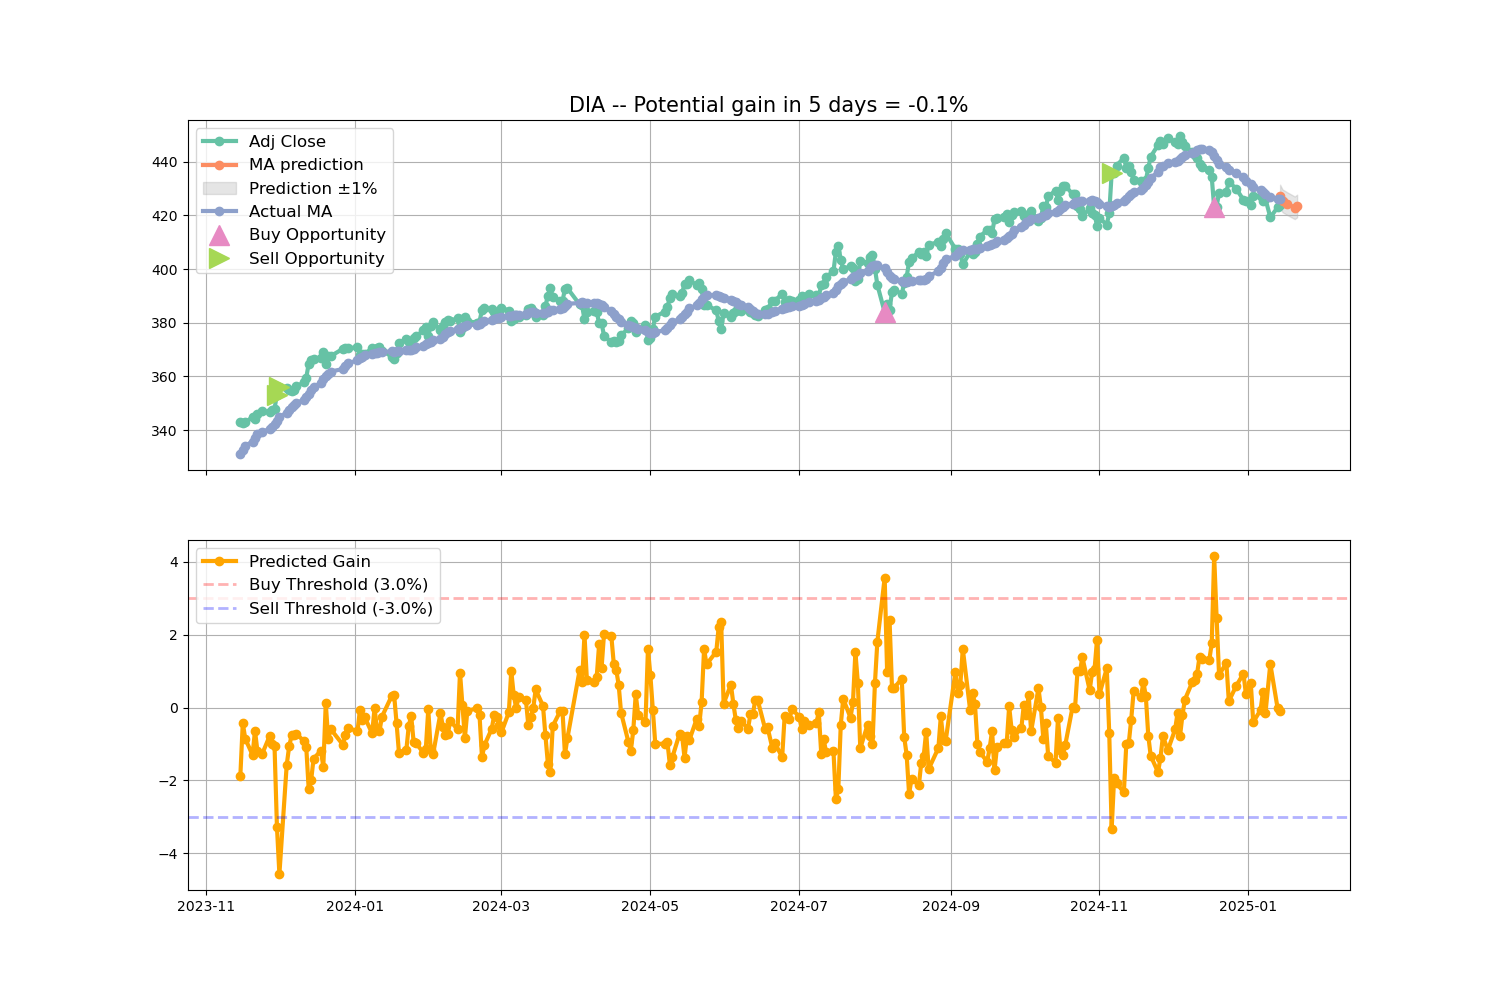 DIA -- Potential gain in 5 days = -0.1%
Adj Close
MA prediction
Prediction ±1%
Actual MA
Buy Opportunity
Sell Opportunity
440
420
400
380
360
340
Predicted Gain
Buy Threshold (3.0%)
Sell Threshold (-3.0%)
4
2
0
−2
−4
2023-11 2024-01 2024-03 2024-05 2024-07 2024-09 2024-11 2025-01